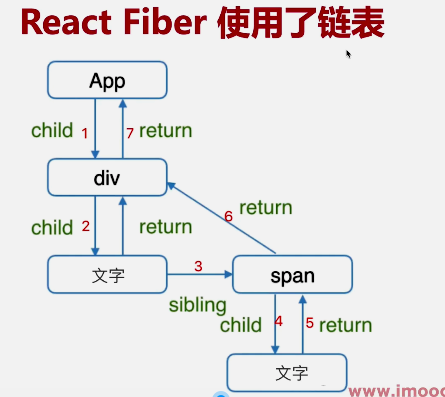 React Fiber 使用了链表
App
child 1 7 return
div
child 2 return
6 return
文字 3 span
sibling
child 4 5 return
文字
www.imooc